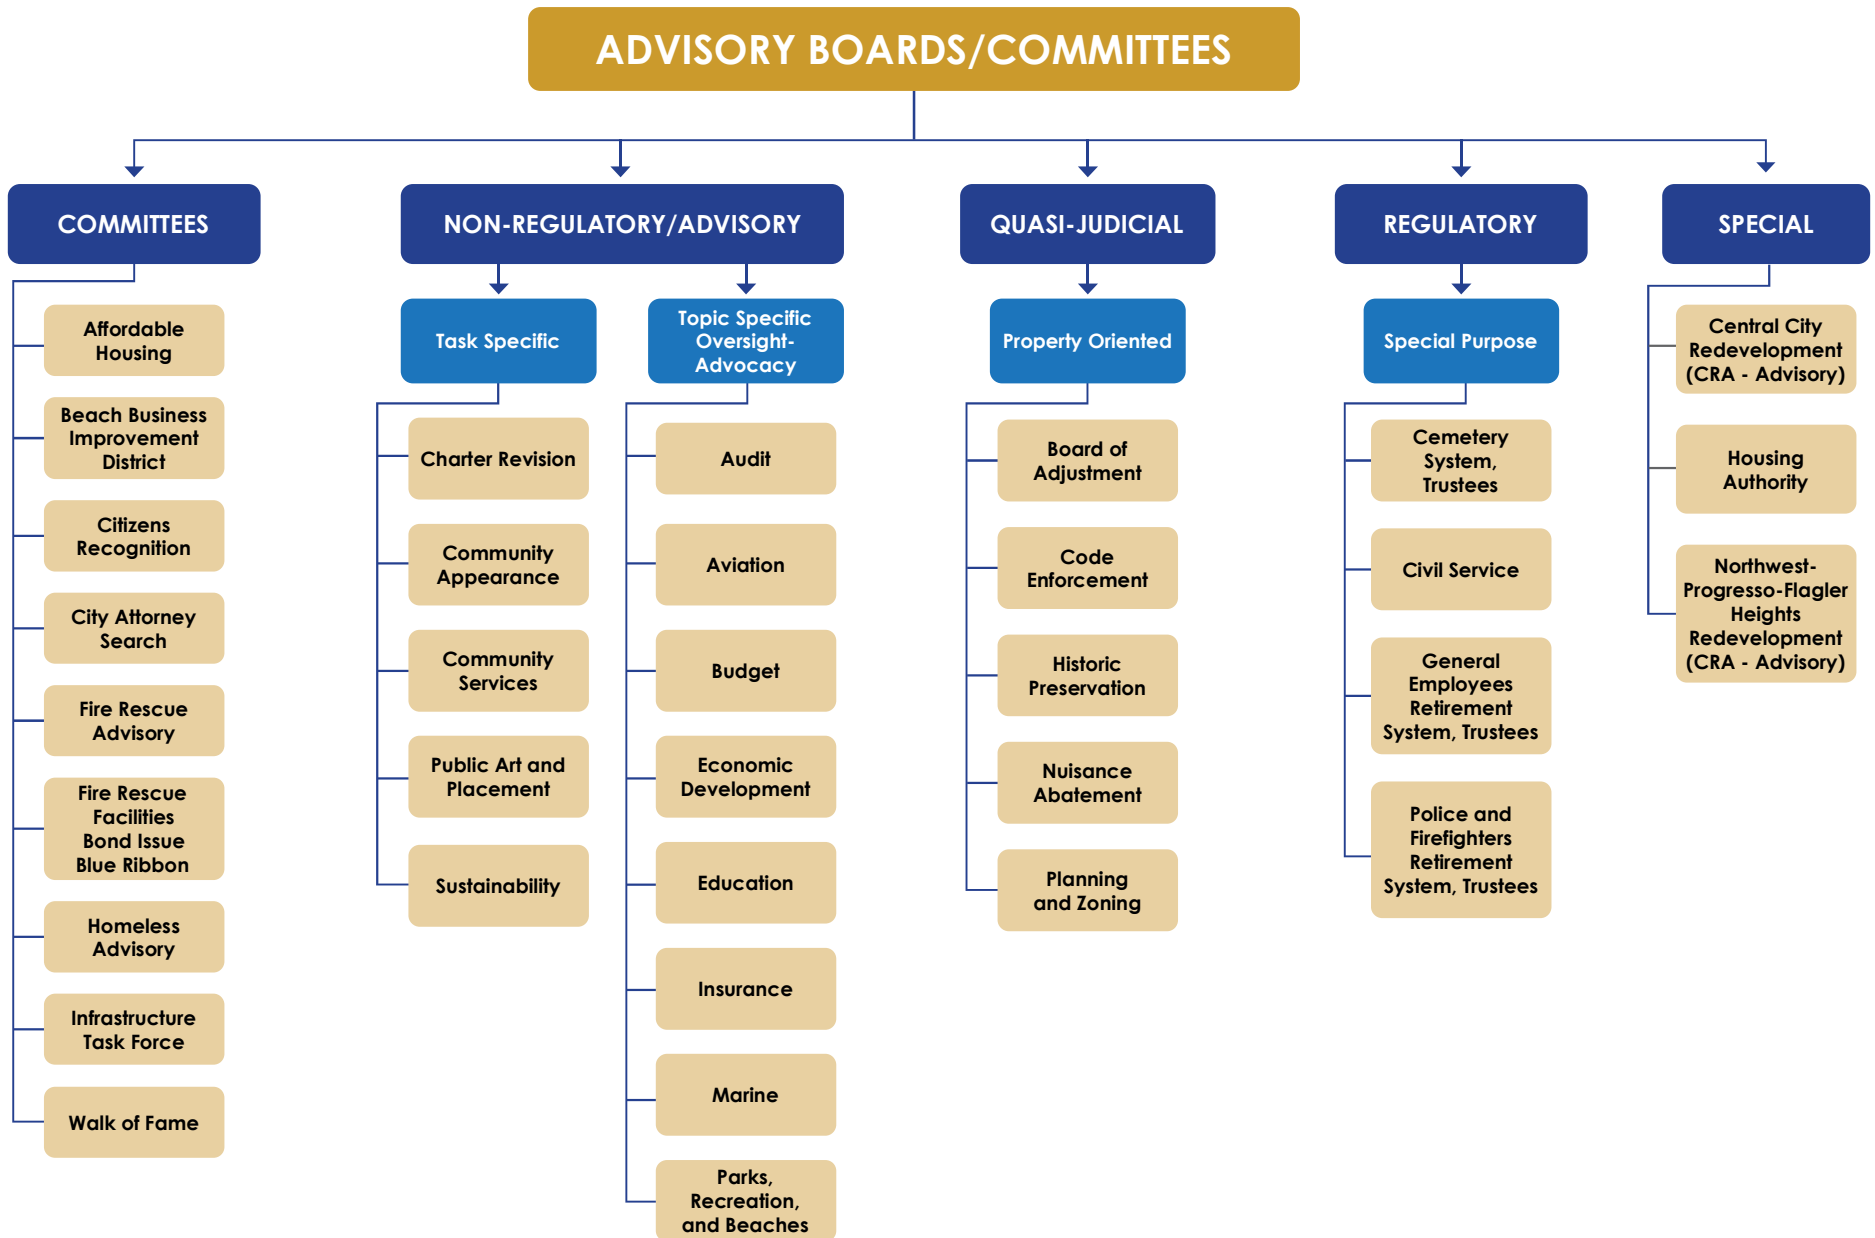 ADVISORY BOARDS/COMMITTEES
COMMITTEES
Affordable
Housing
Beach Business
Improvement
District
Citizens
Recognition
City Attorney
Search
Fire Rescue
Advisory
Fire Rescue
Facilities
Bond Issue
Blue Ribbon
Homeless
Advisory
Infrastructure
Task Force
Walk of Fame
NON-REGULATORY/ADVISORY
Task Specific
Charter Revision
Community
Appearance
Community
Services
Public Art and
Placement
Sustainability
Topic Specific
Oversight-
Advocacy
Audit
Aviation
Budget
Economic
Development
Education
Insurance
Marine
Parks,
Recreation,
and Beaches
QUASI-JUDICIAL
Property Oriented
Board of
Adjustment
Code
Enforcement
Historic
Preservation
Nuisance
Abatement
Planning
and Zoning
REGULATORY
Special Purpose
Cemetery
System,
Trustees
Civil Service
General
Employees
Retirement
System, Trustees
Police and
Firefighters
Retirement
System, Trustees
SPECIAL
Central City
Redevelopment
(CRA - Advisory)
Housing
Authority
Northwest-
Progresso-Flagler
Heights
Redevelopment
(CRA - Advisory)